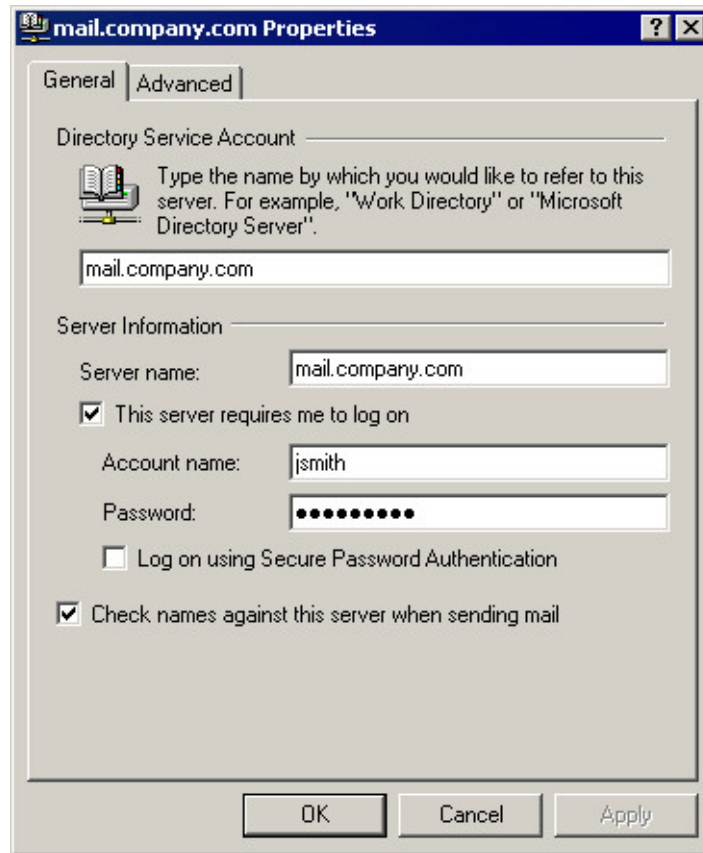 mail.company.com Properties
General
Advanced
Directory Service Account
Type the name by which you would like to refer to this
server. For example, "Work Directory" or "Microsoft
Directory Server".
mail.company.com
Server Information
Server name:
mail.company.com
This server requires me to log on
Account name:
jsmith
Password:
●●●●●●●●●
Log on using Secure Password Authentication
Check names against this server when sending mail
OK
Cancel
Apply